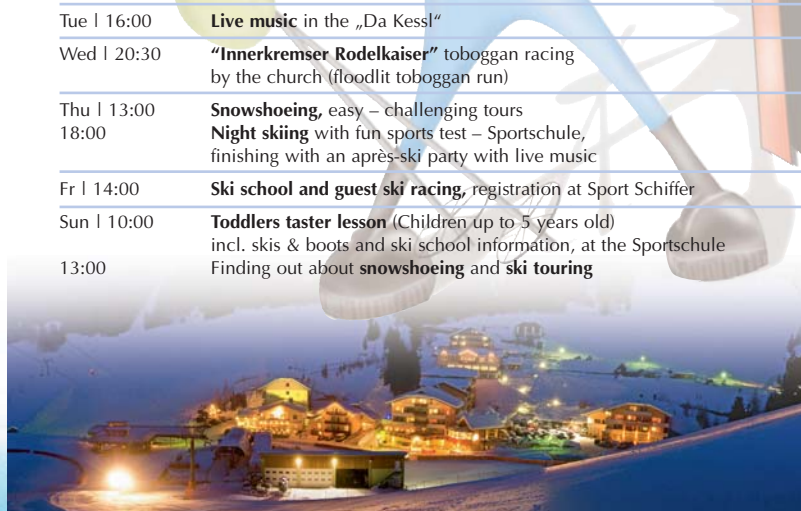 Tue | 16:00 Live music in the „Da Kessl“
Wed | 20:30 “Innerkremser Rodelkaiser” toboggan racing
by the church (floodlit toboggan run)
Thu | 13:00 Snowshoeing, easy – challenging tours
18:00 Night skiing with fun sports test – Sportschule,
finishing with an après-ski party with live music
Fr | 14:00 Ski school and guest ski racing, registration at Sport Schiffer
Sun | 10:00 Toddlers taster lesson (Children up to 5 years old)
incl. skis & boots and ski school information, at the Sportschule
13:00 Finding out about snowshoeing and ski touring